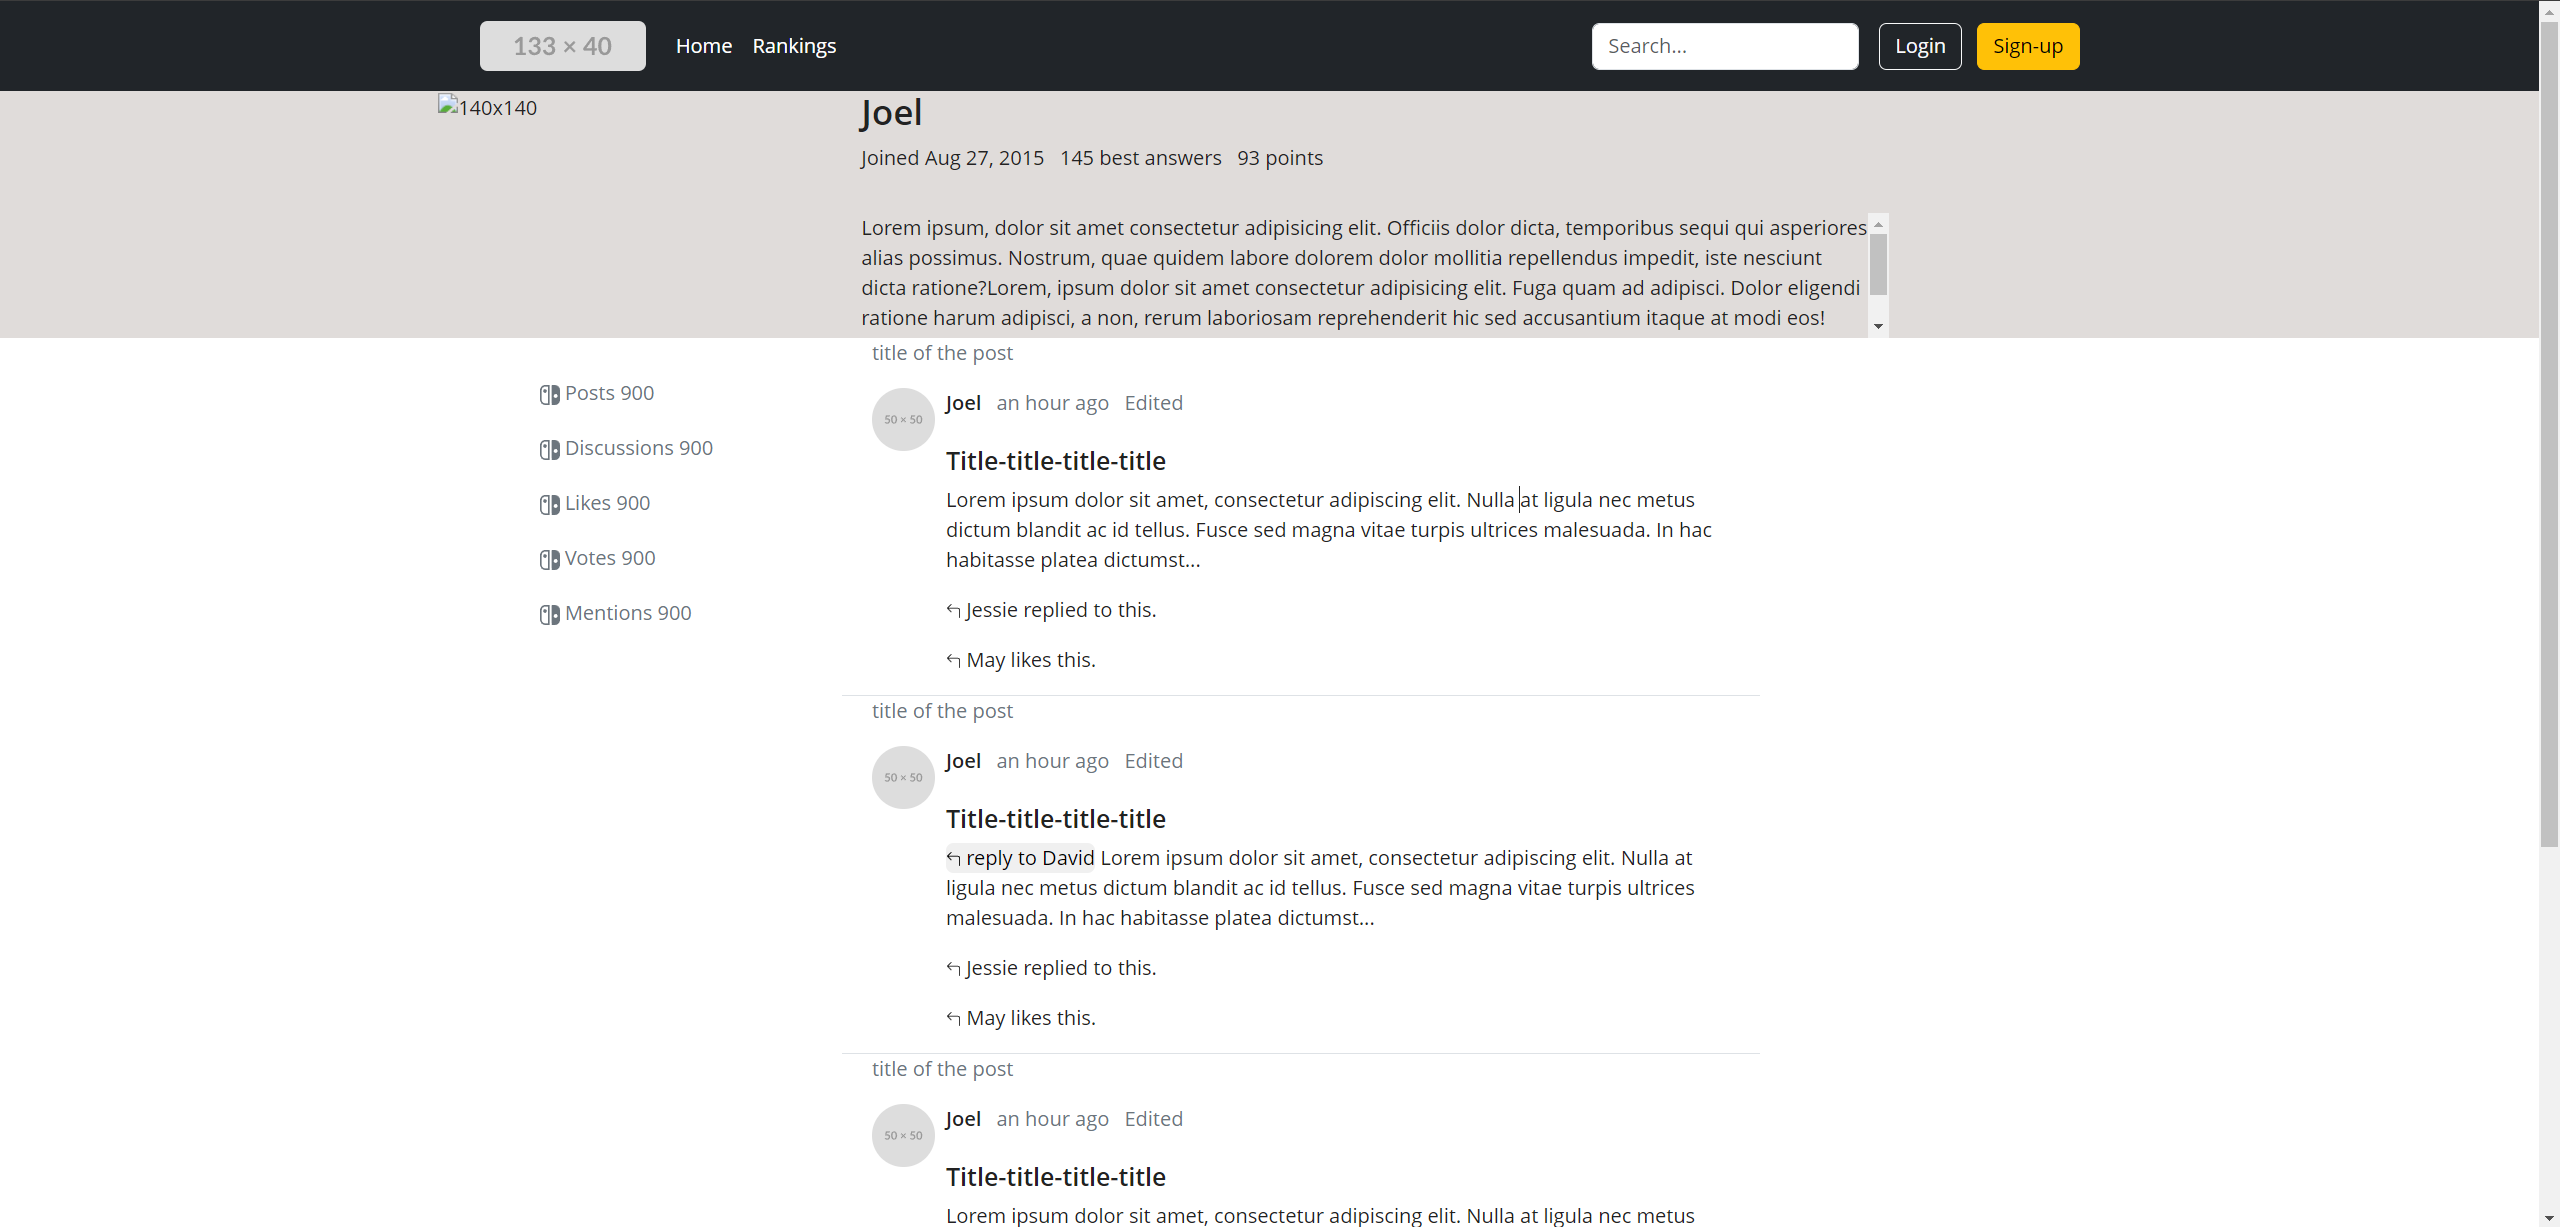 133 × 40 Home Rankings Search... Login Sign-up
140x140
Joel
Joined Aug 27, 2015 145 best answers 93 points
Lorem ipsum, dolor sit amet consectetur adipisicing elit. Officiis dolor dicta, temporibus sequi qui asperiores
alias possimus. Nostrum, quae quidem labore dolorem dolor mollitia repellendus impedit, iste nesciunt
dicta ratione?Lorem, ipsum dolor sit amet consectetur adipisicing elit. Fuga quam ad adipisci. Dolor eligendi
ratione harum adipisci, a non, rerum laboriosam reprehenderit hic sed accusantium itaque at modi eos!
Posts 900
Discussions 900
Likes 900
Votes 900
Mentions 900
title of the post
50 × 50
Joel an hour ago Edited
Title-title-title-title
Lorem ipsum dolor sit amet, consectetur adipiscing elit. Nulla at ligula nec metus
dictum blandit ac id tellus. Fusce sed magna vitae turpis ultrices malesuada. In hac
habitasse platea dictumst...
Jessie replied to this.
May likes this.
title of the post
50 × 50
Joel an hour ago Edited
Title-title-title-title
reply to David Lorem ipsum dolor sit amet, consectetur adipiscing elit. Nulla at
ligula nec metus dictum blandit ac id tellus. Fusce sed magna vitae turpis ultrices
malesuada. In hac habitasse platea dictumst...
Jessie replied to this.
May likes this.
title of the post
50 × 50
Joel an hour ago Edited
Title-title-title-title
Lorem ipsum dolor sit amet, consectetur adipiscing elit. Nulla at ligula nec metus